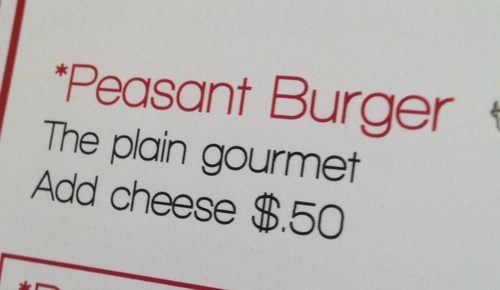 *Peasant Burger
The plain gourmet
Add cheese $.50